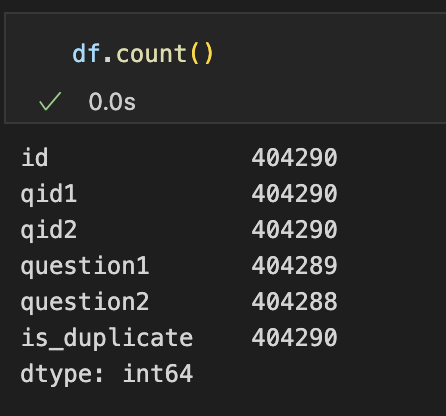 df.count()
✓ 0.0s
id 404290
qid1 404290
qid2 404290
question1 404289
question2 404288
is_duplicate 404290
dtype: int64